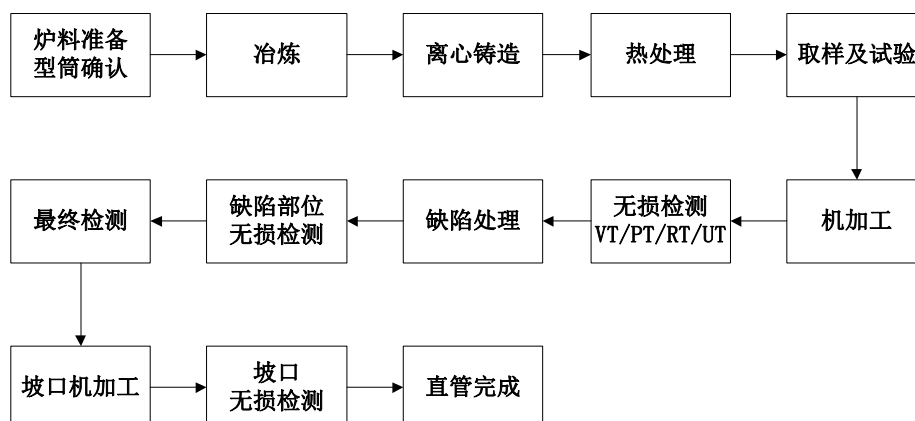 炉料准备
型筒确认
冶炼
离心铸造
热处理
取样及试验
机加工
无损检测
VT/PT/RT/UT
缺陷处理
缺陷部位
无损检测
最终检测
坡口机加工
坡口
无损检测
直管完成